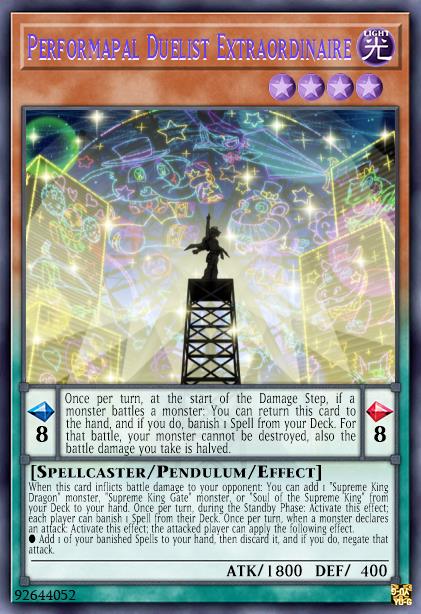 Performapal Duelist Extraordinaire
LIGHT
光
Once per turn, at the start of the Damage Step, if a
monster battles a monster: You can return this card to
the hand, and if you do, banish 1 Spell from your Deck. For
that battle, your monster cannot be destroyed, also the
battle damage you take is halved.
8
8
[Spellcaster/Pendulum/Effect]
When this card inflicts battle damage to your opponent: You can add 1 "Supreme King
Dragon" monster, "Supreme King Gate" monster, or "Soul of the Supreme King" from
your Deck to your hand. Once per turn, during the Standby Phase: Activate this effect;
each player can banish 1 Spell from their Deck. Once per turn, when a monster declares
an attack: Activate this effect; the attacked player can apply the following effect.
● Add 1 of your banished Spells to your hand, then discard it, and if you do, negate that
attack.
ATK/1800 DEF/ 400
92644052